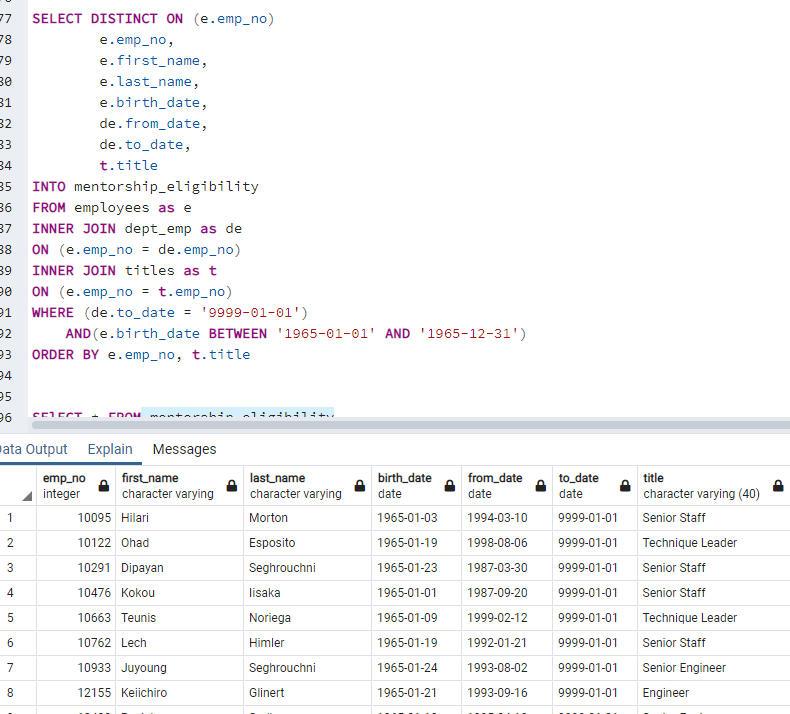 77 SELECT DISTINCT ON (e.emp_no)
78 e.emp_no,
79 e.first_name,
80 e.last_name,
81 e.birth_date,
82 de.from_date,
83 de.to_date,
84 t.title
85 INTO mentorship_eligibility
86 FROM employees as e
87 INNER JOIN dept_emp as de
88 ON (e.emp_no = de.emp_no)
89 INNER JOIN titles as t
90 ON (e.emp_no = t.emp_no)
91 WHERE (de.to_date = '9999-01-01')
92 AND(e.birth_date BETWEEN '1965-01-01' AND '1965-12-31')
93 ORDER BY e.emp_no, t.title
94
95
96 SELECT * FROM mentorship_eligibility
Data Output Explain Messages
emp_no first_name last_name birth_date from_date to_date title
integer character varying character varying date date date character varying (40)
1 10095 Hilari Morton 1965-01-03 1994-03-10 9999-01-01 Senior Staff
2 10122 Ohad Esposito 1965-01-19 1998-08-06 9999-01-01 Technique Leader
3 10291 Dipayan Seghrouchni 1965-01-23 1987-03-30 9999-01-01 Senior Staff
4 10476 Kokou Iisaka 1965-01-01 1987-09-20 9999-01-01 Senior Staff
5 10663 Teunis Noriega 1965-01-09 1999-02-12 9999-01-01 Technique Leader
6 10762 Lech Himler 1965-01-19 1992-01-21 9999-01-01 Senior Staff
7 10933 Juyoung Seghrouchni 1965-01-24 1993-08-02 9999-01-01 Senior Engineer
8 12155 Keiichiro Glinert 1965-01-21 1993-09-16 9999-01-01 Engineer